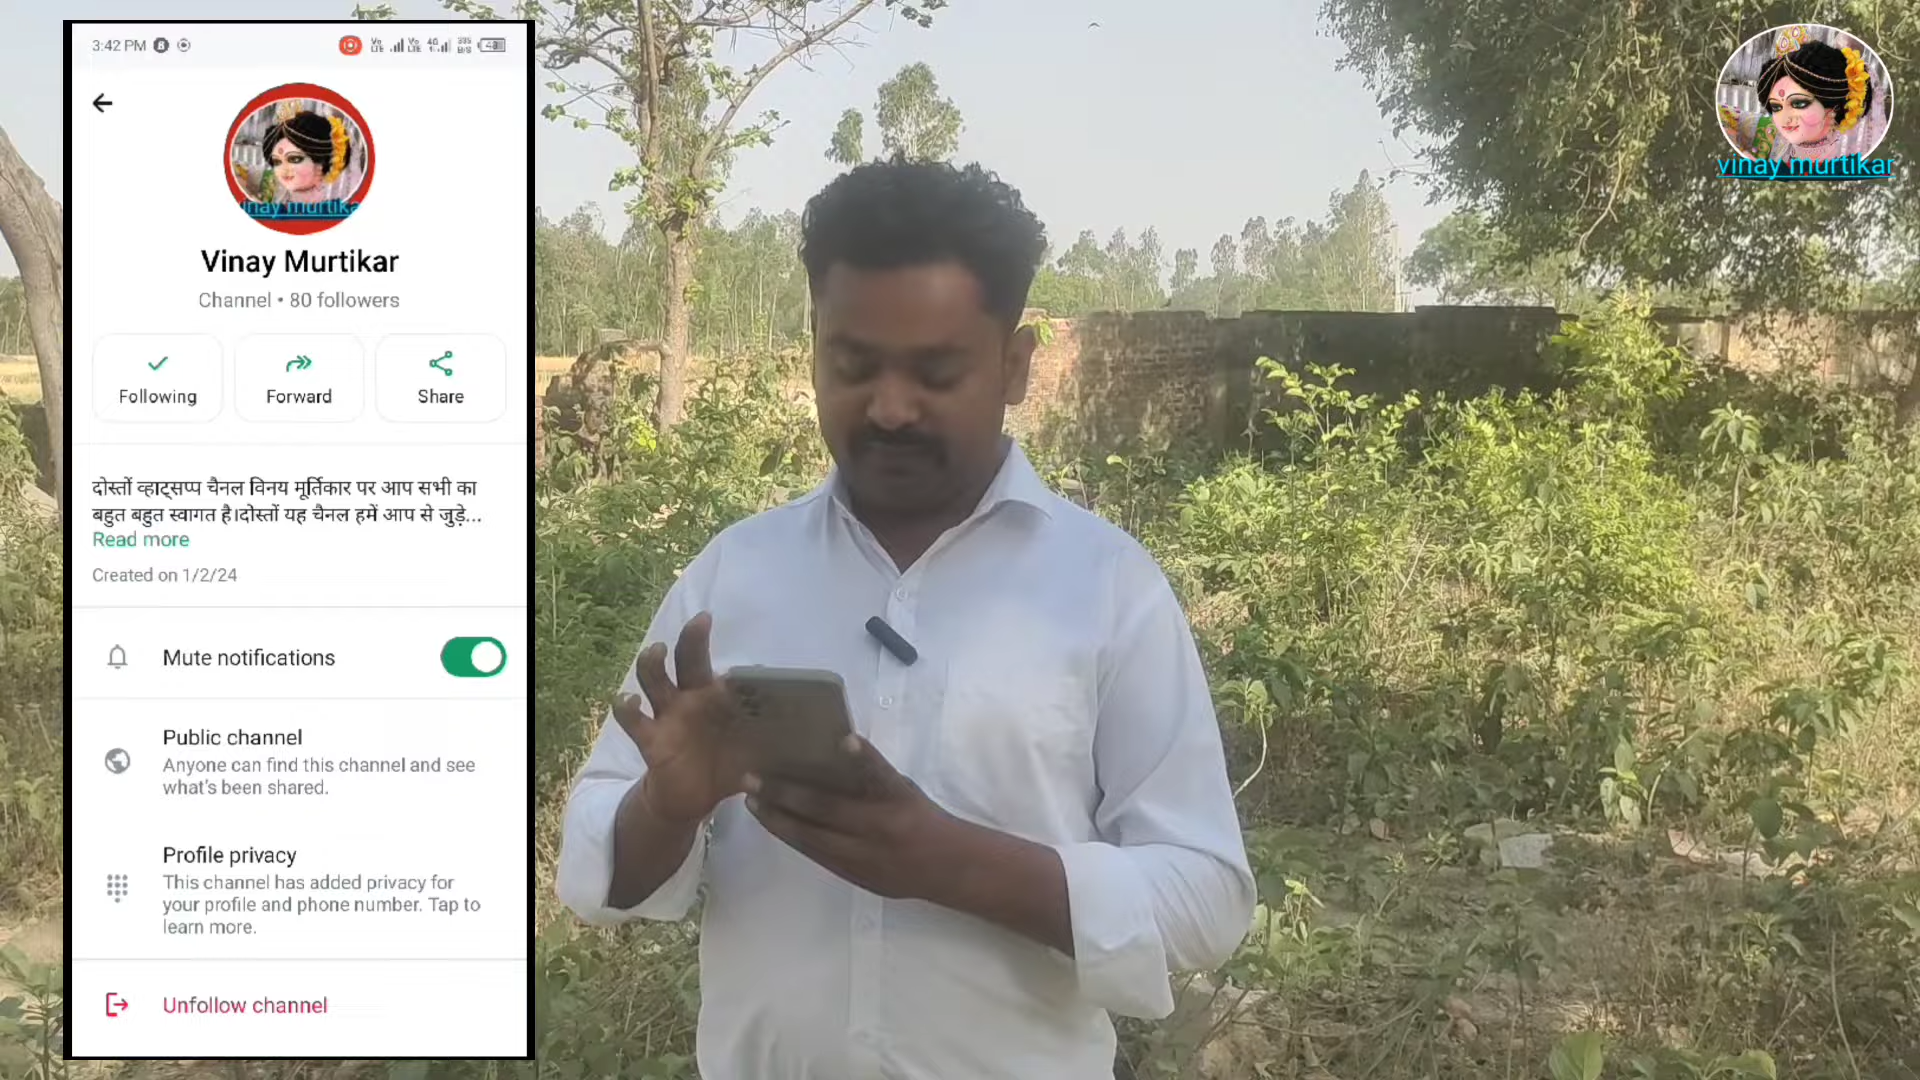 3:42 PM
Vinay Murtikar
Channel • 80 followers
Following
Forward
Share
दोस्तों व्हाट्सप्प चैनल विनय मूर्तिकार पर आप सभी का
बहुत बहुत स्वागत है।दोस्तों यह चैनल हमें आप से जुड़े...
Read more
Created on 1/2/24
Mute notifications
Public channel
Anyone can find this channel and see
what's been shared.
Profile privacy
This channel has added privacy for
your profile and phone number. Tap to
learn more.
Unfollow channel
vinay murtikar